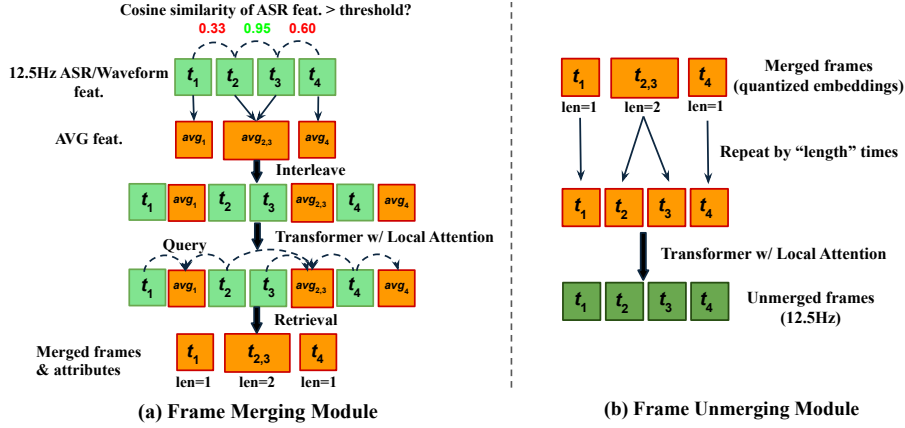 Cosine similarity of ASR feat. > threshold?
0.33 0.95 0.60
12.5Hz ASR/Waveform
feat.
t1 t2 t3 t4
AVG feat.
avg1 avg2,3 avg4
Interleave
t1 avg1 t2 t3 avg2,3 t4 avg4
Transformer w/ Local Attention
Query
t1 avg1 t2 t3 avg2,3 t4 avg4
Retrieval
Merged frames
& attributes
t1 t2,3 t4
len=1 len=2 len=1
(a) Frame Merging Module
t1 t2,3 t4
Merged frames
(quantized embeddings)
len=1 len=2 len=1
Repeat by “length” times
t1 t2 t3 t4
Transformer w/ Local Attention
t1 t2 t3 t4
Unmerged frames
(12.5Hz)
(b) Frame Unmerging Module